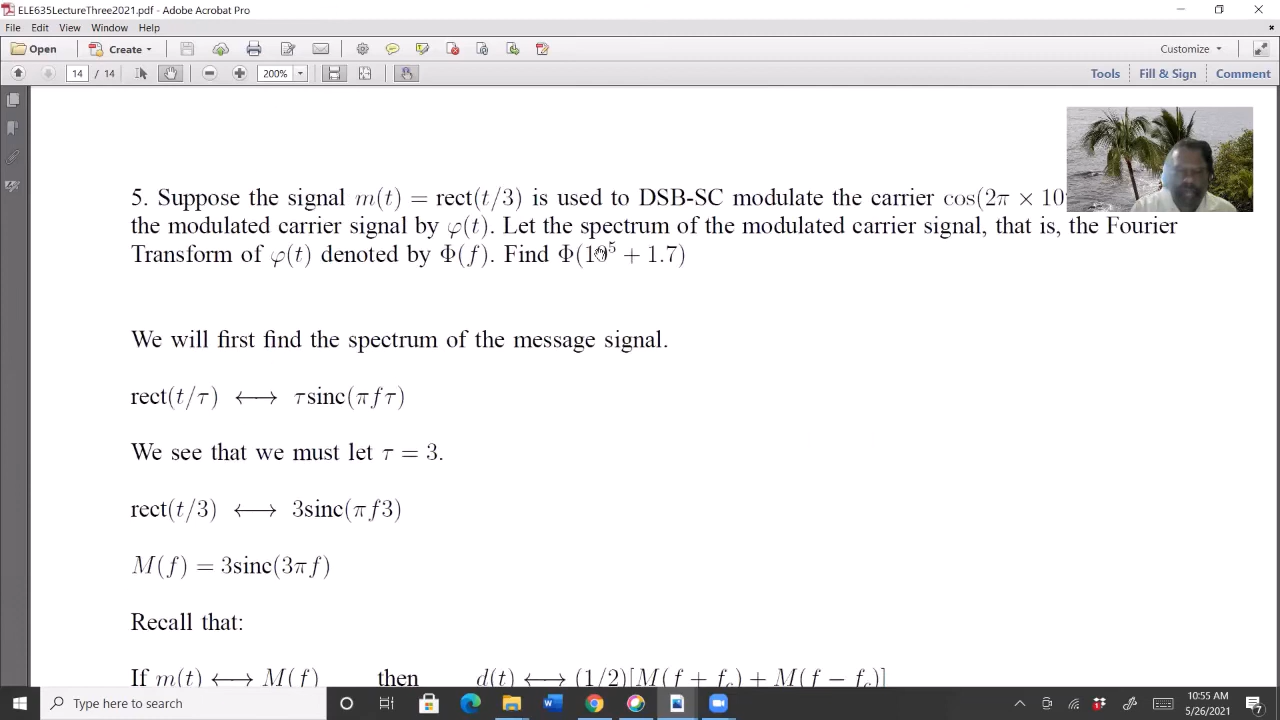 ELE635LectureThree2021.pdf - Adobe Acrobat Pro
File Edit View Window Help
Open Create Customize
14 / 14 200% Tools Fill & Sign Comment
5. Suppose the signal m(t) = rect(t/3) is used to DSB-SC modulate the carrier cos(2π × 10
the modulated carrier signal by φ(t). Let the spectrum of the modulated carrier signal, that is, the Fourier
Transform of φ(t) denoted by Φ(f). Find Φ(10⁵ + 1.7)
We will first find the spectrum of the message signal.
rect(t/τ) ⟷ τsinc(πfτ)
We see that we must let τ = 3.
rect(t/3) ⟷ 3sinc(πf3)
M(f) = 3sinc(3πf)
Recall that:
If m(t) ⟷ M(f) then d(t) ⟷ (1/2)[M(f + f_c) + M(f − f_c)]
Type here to search
10:55 AM
5/26/2021
7